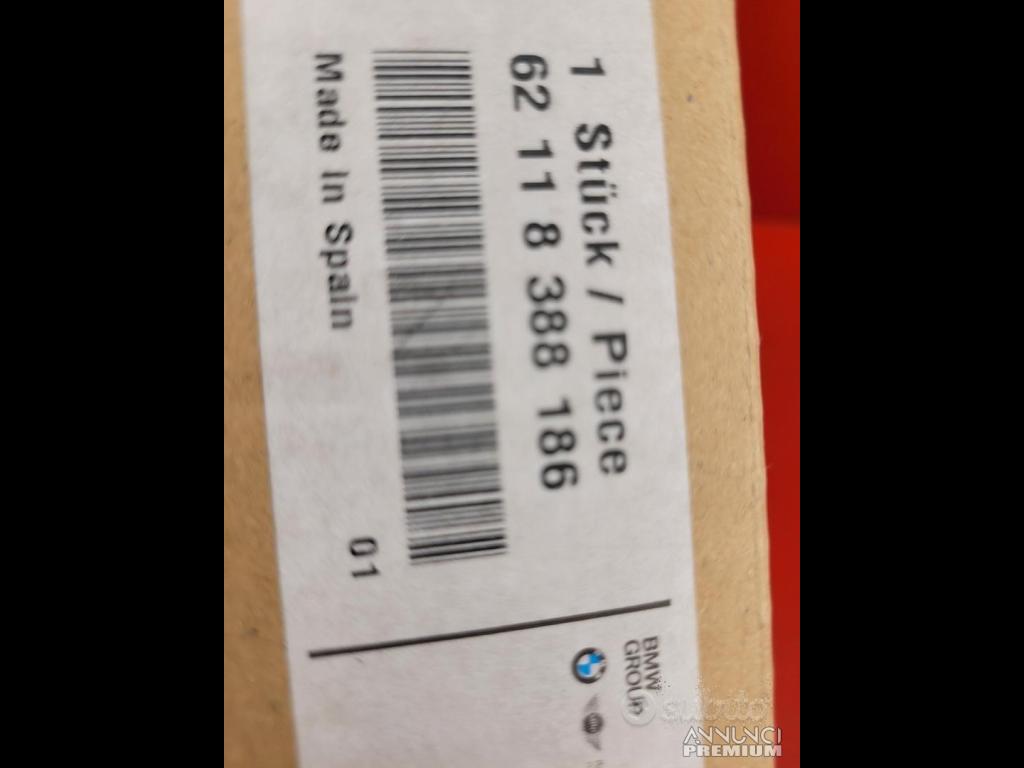 1 Stück / Piece
62 11 8 388 186
Made in Spain
01
BMW
GROUP
subito
ANNUNCI
PREMIUM